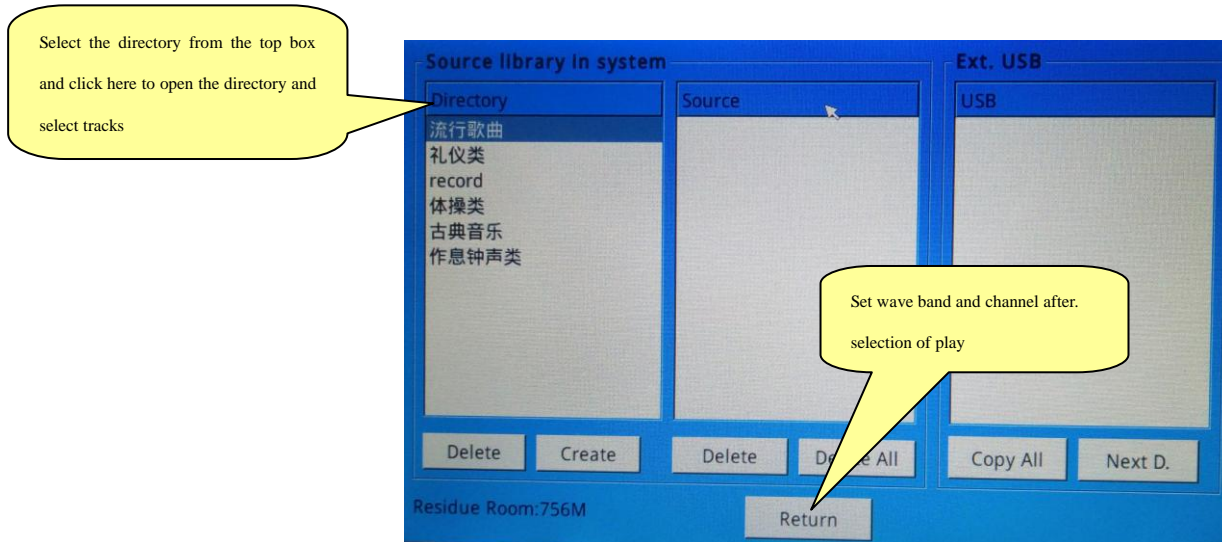 Select the directory from the top box
and click here to open the directory and
select tracks
Source library in system
Directory
流行歌曲
礼仪类
record
体操类
古典音乐
作息钟声类
Source
Ext. USB
USB
Set wave band and channel after.
selection of play
Delete
Create
Delete
All
Copy All
Next D.
Residue Room:756M
Return